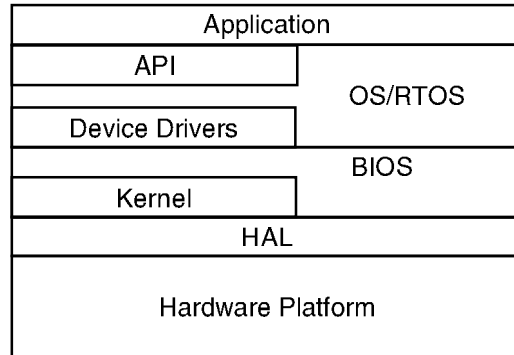 Application
API
OS/RTOS
Device Drivers
BIOS
Kernel
HAL
Hardware Platform